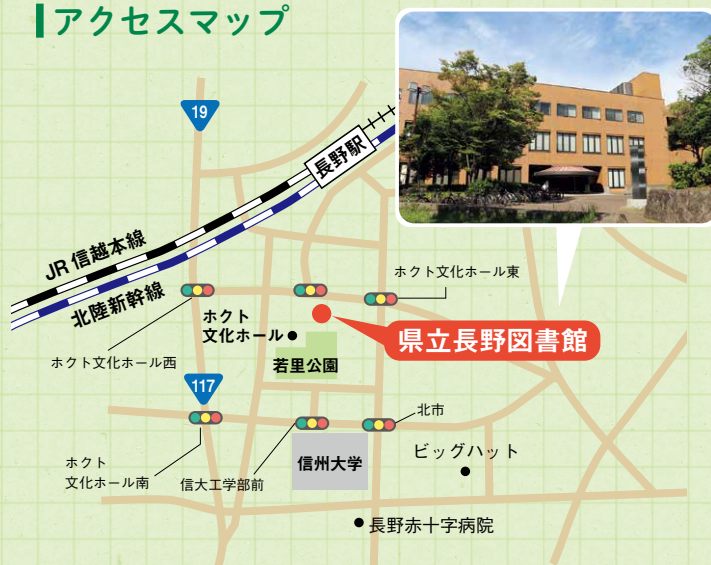 アクセスマップ
19
長野駅
JR 信越本線
北陸新幹線
ホクト文化ホール東
ホクト
文化ホール
県立長野図書館
ホクト文化ホール西
若里公園
117
北市
ホクト
文化ホール南
信大工学部前
信州大学
ビッグハット
長野赤十字病院